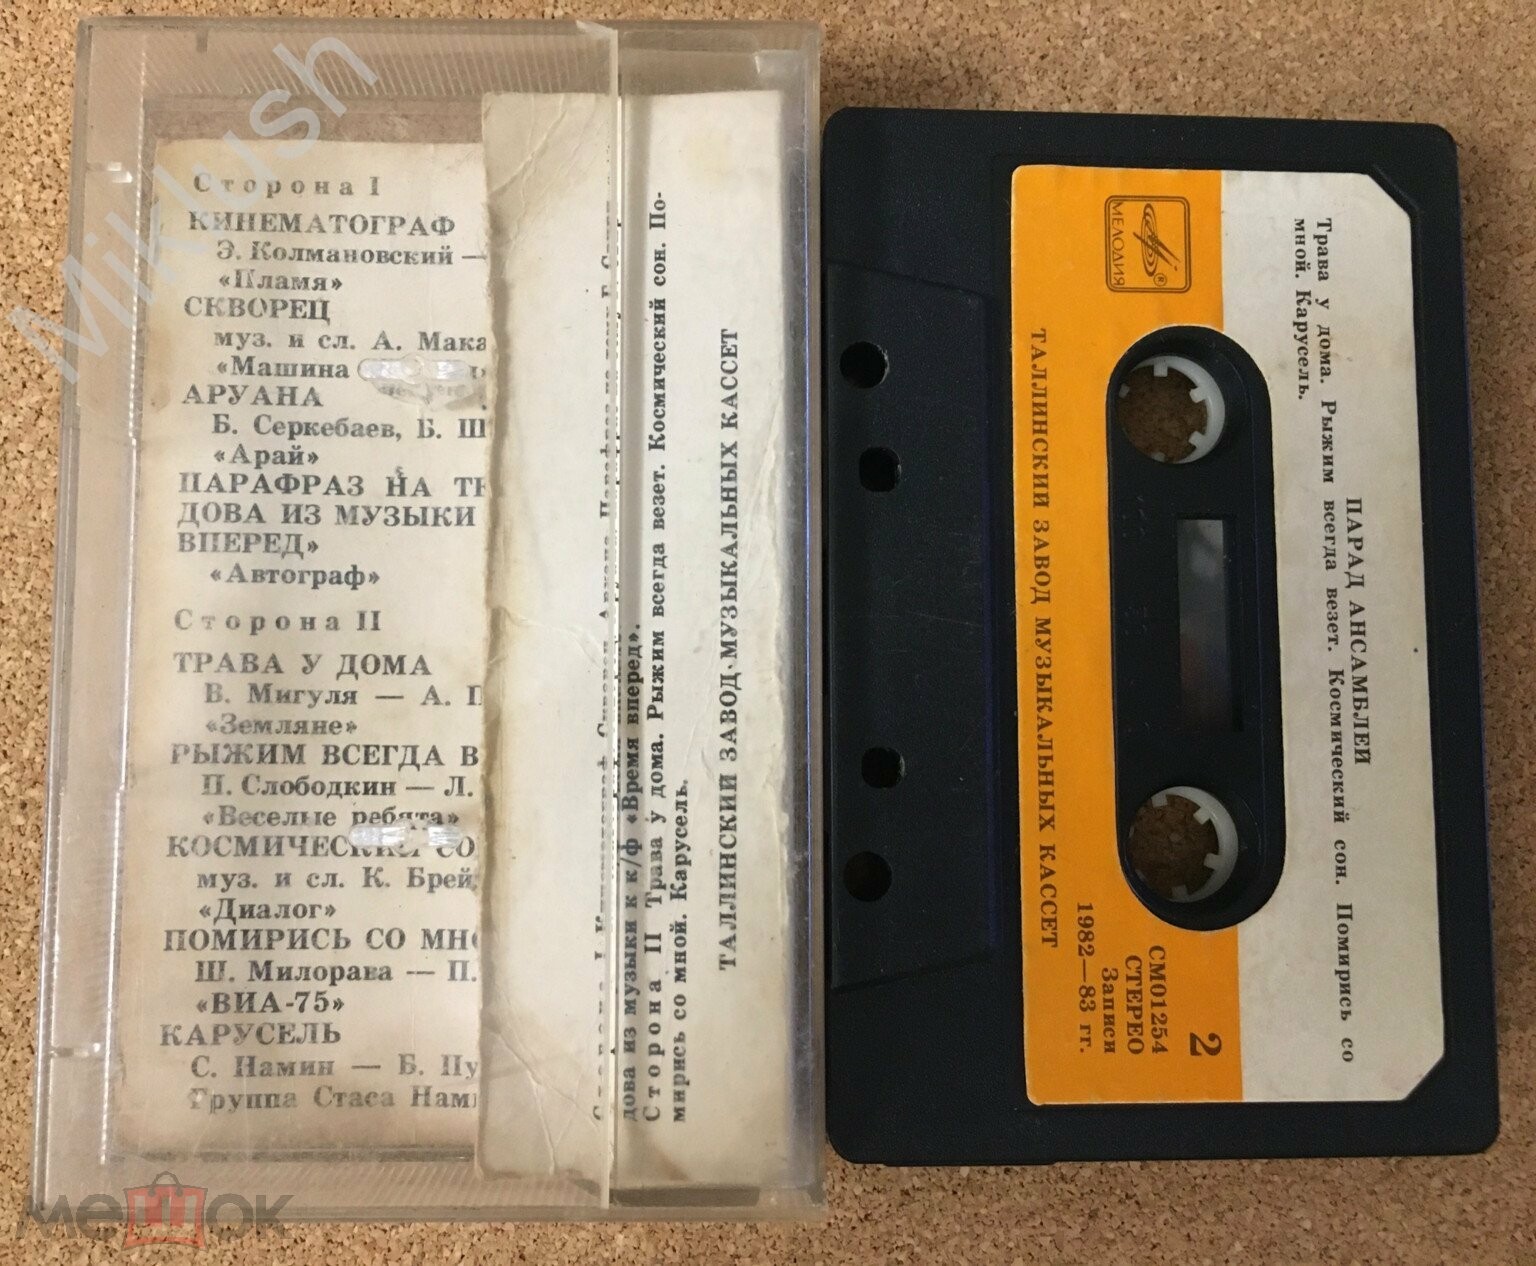 Сторона I
КИНЕМАТОГРАФ
Э. Колмановский —
«Пламя»
СКВОРЕЦ
муз. и сл. А. Мака
«Машина
АРУАНА
Б. Серкебаев, Б. Ш
«Арай»
ПАРАФРАЗ НА ТЕ
ДОВА ИЗ МУЗЫКИ
ВПЕРЕД»
«Автограф»
Сторона II
ТРАВА У ДОМА
В. Мигуля — А. П
«Земляне»
РЫЖИМ ВСЕГДА В
П. Слободкин — Л.
«Веселые ребята»
КОСМИЧЕСКИЙ СО
муз. и сл. К. Брей
«Диалог»
ПОМИРИСЬ СО МНО
Ш. Милорава — П.
«ВИА-75»
КАРУСЕЛЬ
С. Намин — Б. Пу
Группа Стаса Нам
дова из музыки к к/ф «Время вперед».
Сторона II Трава у дома. Рыжим всегда везет. Космический сон. По-
мирись со мной. Карусель.
ТАЛЛИНСКИЙ ЗАВОД МУЗЫКАЛЬНЫХ КАССЕТ
ПАРАД АНСАМБЛЕЙ
Трава у дома. Рыжим всегда везет. Космический сон. Помирись со
мной. Карусель.
МЕЛОДИЯ
®
2
СМ01254
СТЕРЕО
Записи
1982—83 гг.
ТАЛЛИНСКИЙ ЗАВОД МУЗЫКАЛЬНЫХ КАССЕТ
Miklush
мешок